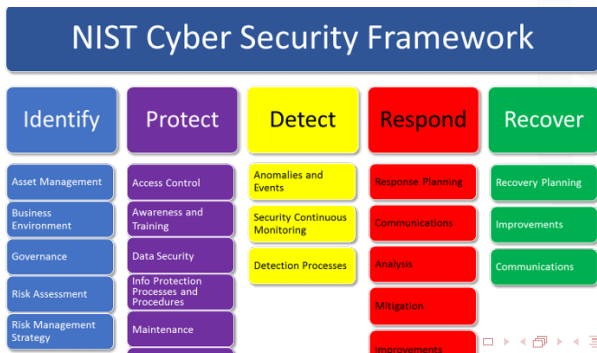 NIST Cyber Security Framework
Identify
Protect
Detect
Respond
Recover
Asset Management
Business
Environment
Governance
Risk Assessment
Risk Management
Strategy
Access Control
Awareness and
Training
Data Security
Info Protection
Processes and
Procedures
Maintenance
Anomalies and
Events
Security Continuous
Monitoring
Detection Processes
Response Planning
Communications
Analysis
Mitigation
Improvements
Recovery Planning
Improvements
Communications